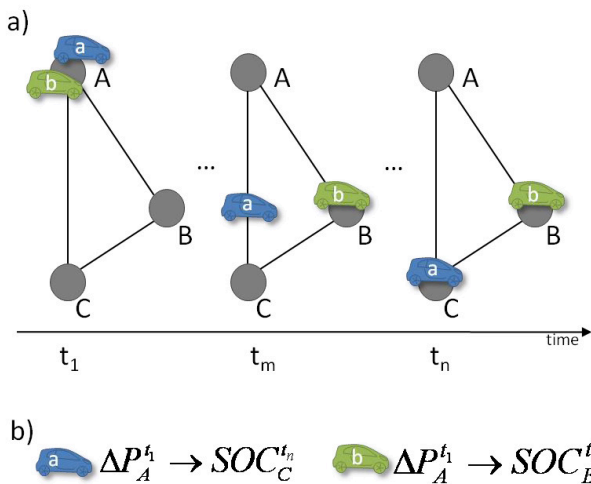 a)
a
A
b
B
C
...
A
a
b
B
C
...
A
b
B
a
C
time
t₁
tₘ
tₙ
b)
a ΔP_A^{t₁} → SOC_C^{tₙ}
b ΔP_A^{t₁} → SOC